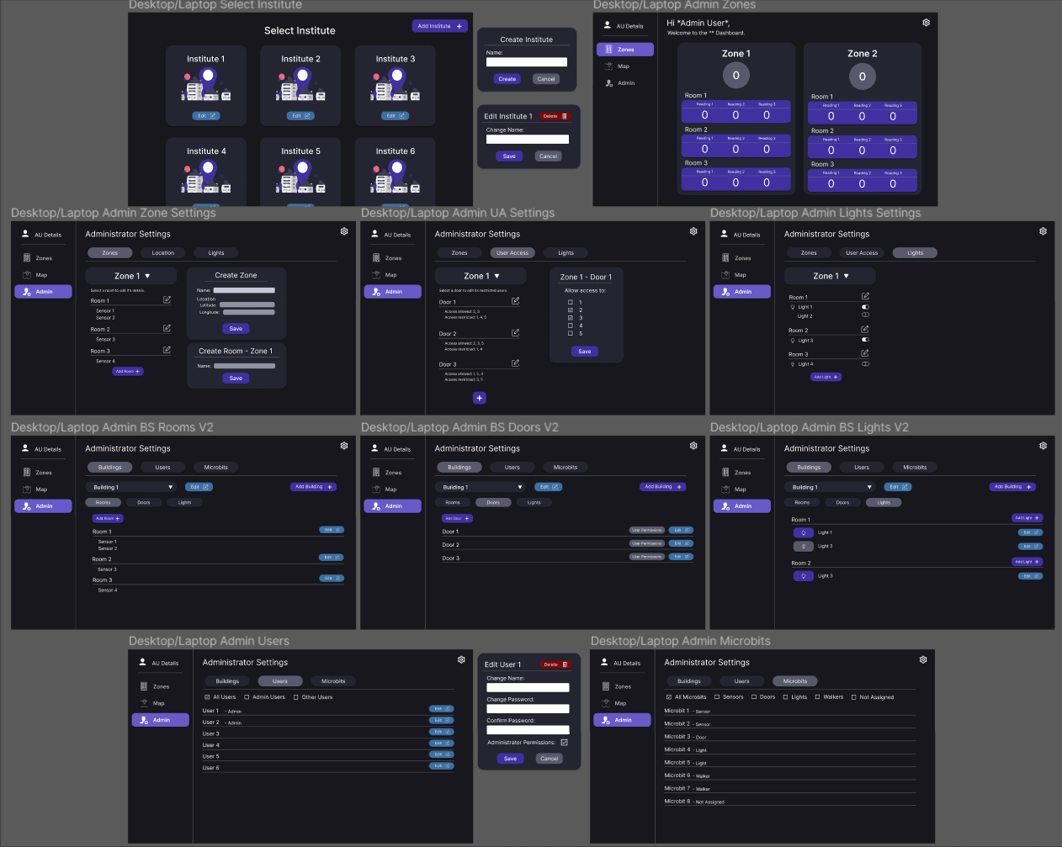 Desktop/Laptop Select Institute
Select Institute
Add Institute +
Institute 1
Institute 2
Institute 3
Edit
Edit
Edit
Institute 4
Institute 5
Institute 6
Create Institute
Name:
Create
Cancel
Edit Institute 1
Delete
Change Name:
Save
Cancel
Desktop/Laptop Admin Zones
AU Details
Zones
Map
Admin
Hi *Admin User*,
Welcome to the ** Dashboard.
Zone 1
0
Room 1
Reading 1 Reading 2 Reading 3
0 0 0
Room 2
Reading 1 Reading 2 Reading 3
0 0 0
Room 3
Reading 1 Reading 2 Reading 3
0 0 0
Zone 2
0
Room 1
Reading 1 Reading 2 Reading 3
0 0 0
Room 2
Reading 1 Reading 2 Reading 3
0 0 0
Room 3
Reading 1 Reading 2 Reading 3
0 0 0
Desktop/Laptop Admin Zone Settings
AU Details
Zones
Map
Admin
Administrator Settings
Zones Location Lights
Zone 1
Select a room to edit it's details.
Room 1
Sensor 1
Sensor 2
Room 2
Sensor 3
Room 3
Sensor 4
Add Room +
Create Zone
Name:
Location
Latitude:
Longitude:
Save
Create Room - Zone 1
Name:
Save
Desktop/Laptop Admin UA Settings
AU Details
Zones
Map
Admin
Administrator Settings
Zones User Access Lights
Zone 1
Select a door to edit restricted users.
Door 1
Access allowed: 2, 3
Access restricted: 1, 4, 5
Door 2
Access allowed: 2, 3, 5
Access restricted: 1, 4
Door 3
+
Zone 1 - Door 1
Allow access to:
1
2
3
4
5
Save
Desktop/Laptop Admin Lights Settings
AU Details
Zones
Map
Admin
Administrator Settings
Zones User Access Lights
Zone 1
Room 1
Light 1
Light 2
Room 2
Light 3
Room 3
Light 4
Add Light +
Desktop/Laptop Admin BS Rooms V2
AU Details
Zones
Map
Admin
Administrator Settings
Buildings Users Microbits
Building 1
Edit
Add Building +
Rooms Doors Lights
Add Room +
Room 1
Edit
Sensor 1
Sensor 2
Room 2
Edit
Sensor 3
Room 3
Edit
Sensor 4
Desktop/Laptop Admin BS Doors V2
AU Details
Zones
Map
Admin
Administrator Settings
Buildings Users Microbits
Building 1
Edit
Add Building +
Rooms Doors Lights
Add Door +
Door 1 User Permissions Edit
Door 2 User Permissions Edit
Door 3 User Permissions Edit
Desktop/Laptop Admin BS Lights V2
AU Details
Zones
Map
Admin
Administrator Settings
Buildings Users Microbits
Building 1
Edit
Add Building +
Rooms Doors Lights
Room 1
Add Light +
Light 1 Edit
Light 2 Edit
Room 2
Add Light +
Light 3 Edit
Desktop/Laptop Admin Users
AU Details
Zones
Map
Admin
Administrator Settings
Buildings Users Microbits
All Users Admin Users Other Users
User 1 - Admin Edit
User 2 - Admin Edit
User 3 Edit
User 4 Edit
User 5 Edit
User 6 Edit
Edit User 1
Delete
Change Name:
Change Password:
Confirm Password:
Administrator Permissions:
Save
Cancel
Desktop/Laptop Admin Microbits
AU Details
Zones
Map
Admin
Administrator Settings
Buildings Users Microbits
All Microbits Sensors Doors Lights Walkers Not Assigned
Microbit 1 - Sensor
Microbit 2 - Sensor
Microbit 3 - Door
Microbit 4 - Light
Microbit 5 - Light
Microbit 6 - Walker
Microbit 7 - Walker
Microbit 8 - Not Assigned